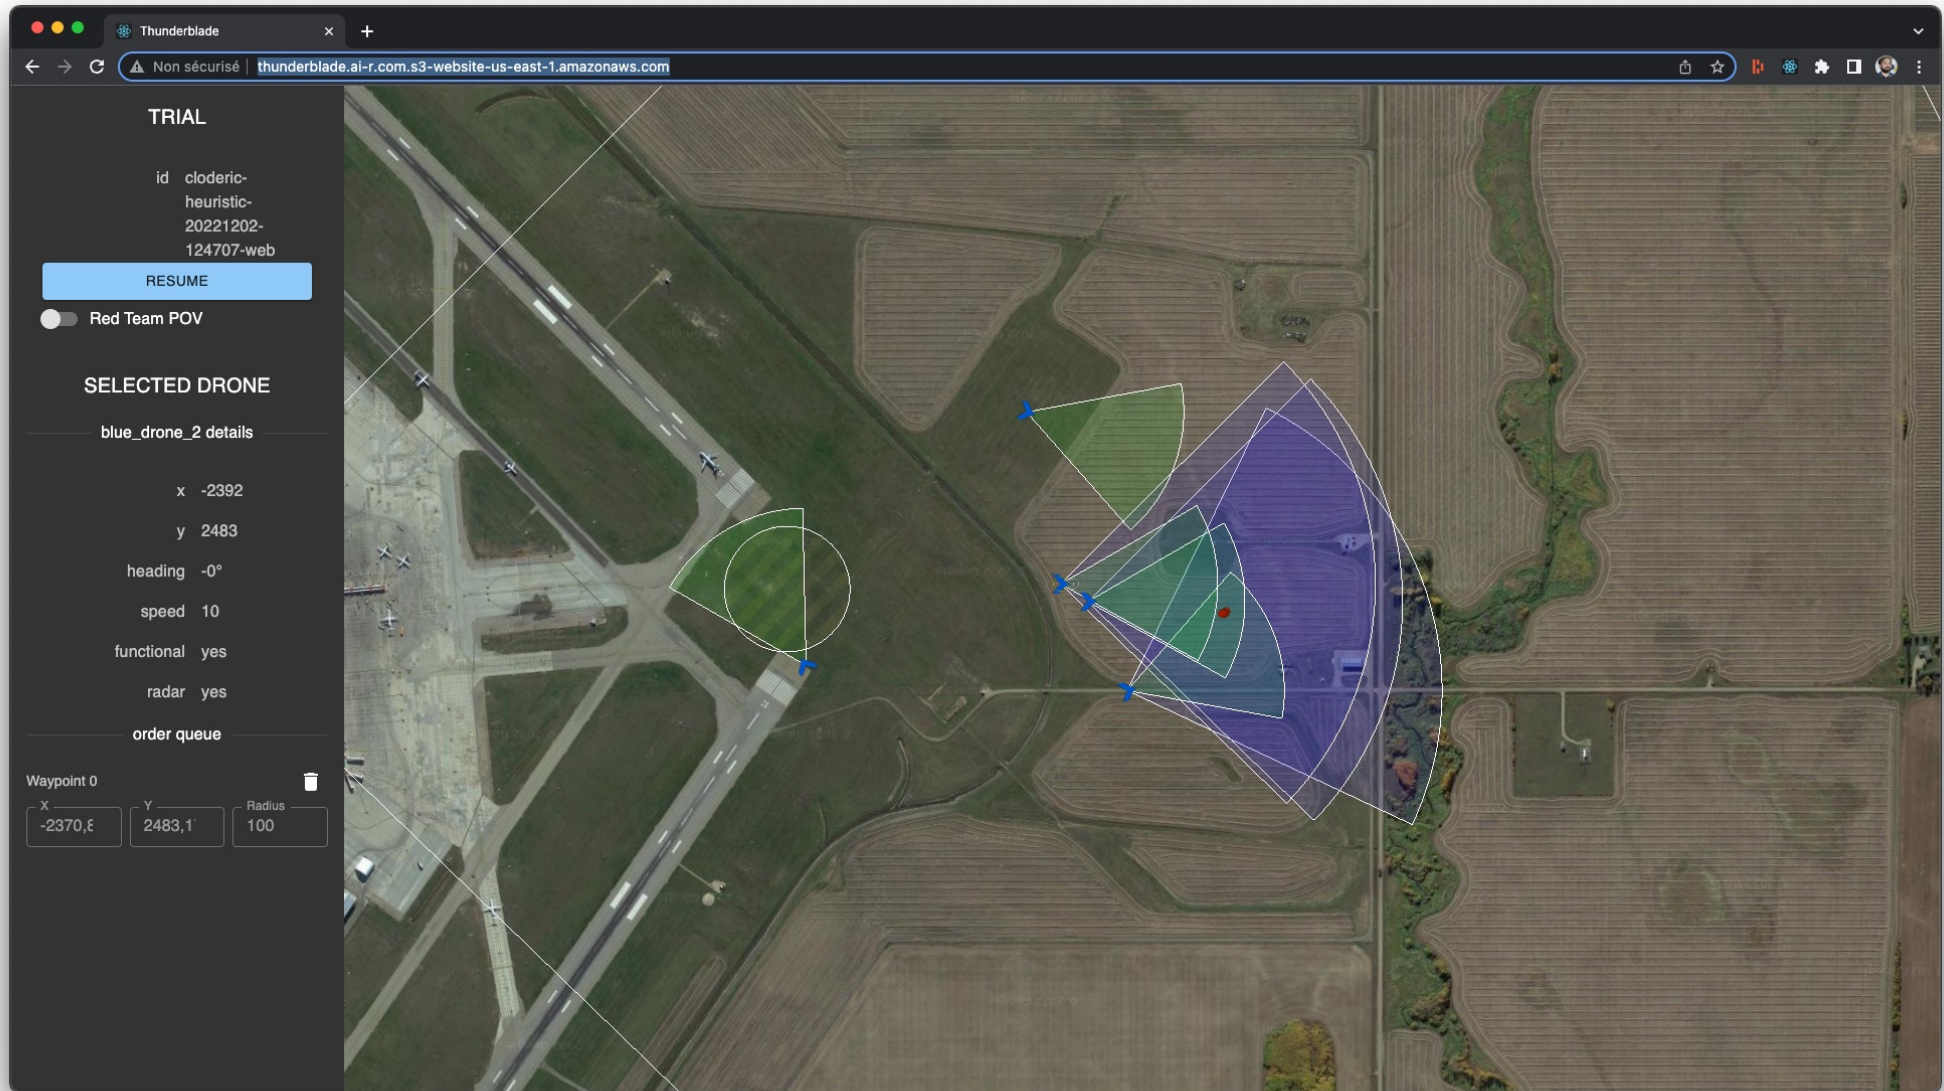 Thunderblade
Non sécurisé
thunderblade.ai-r.com.s3-website-us-east-1.amazonaws.com
TRIAL
id cloderic-
heuristic-
20221202-
124707-web
RESUME
Red Team POV
SELECTED DRONE
blue_drone_2 details
x -2392
y 2483
heading -0°
speed 10
functional yes
radar yes
order queue
Waypoint 0
X Y Radius
-2370,8 2483,1 100